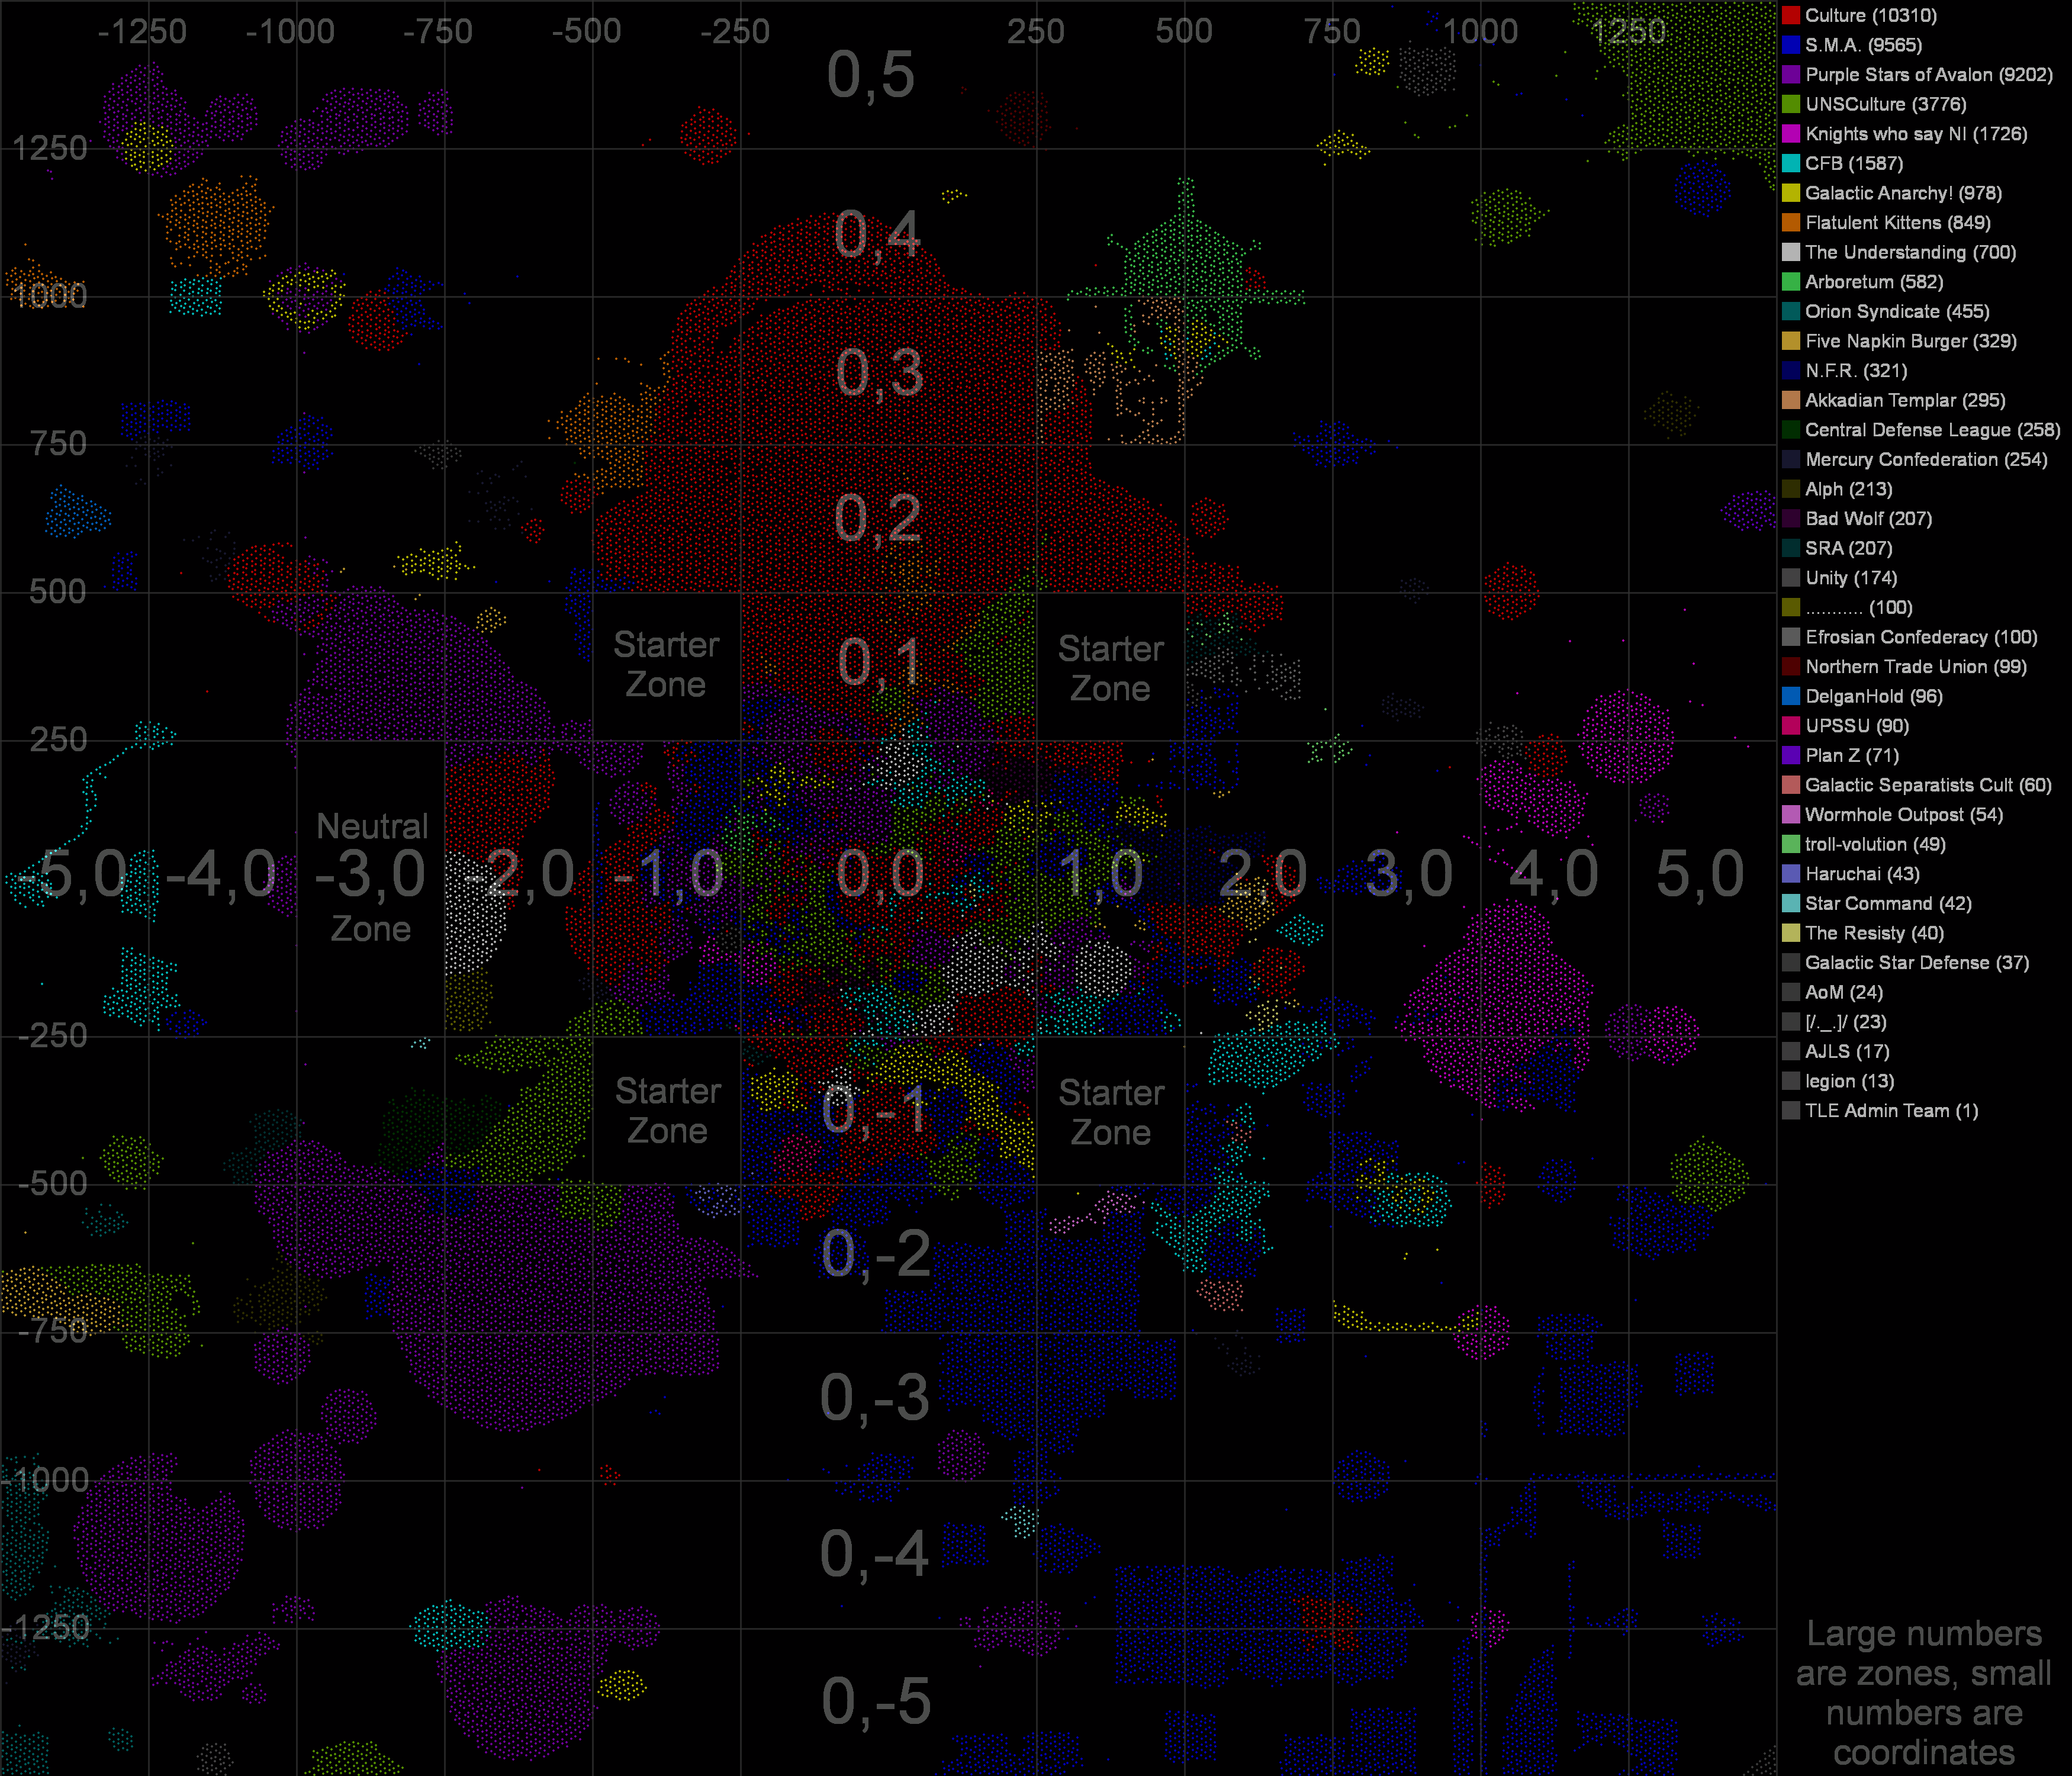 -1250 -1000 -750 -500 -250 250 500 750 1000 1250
0,5
1250
0,4
1000
0,3
750
0,2
500
Starter
Zone
0,1
Starter
Zone
250
Neutral
-5,0 -4,0 -3,0 -2,0 -1,0 0,0 1,0 2,0 3,0 4,0 5,0
Zone
-250
Starter
Zone
0,-1
Starter
Zone
-500
0,-2
-750
0,-3
-1000
0,-4
-1250
0,-5
Culture (10310)
S.M.A. (9565)
Purple Stars of Avalon (9202)
UNSCulture (3776)
Knights who say NI (1726)
CFB (1587)
Galactic Anarchy! (978)
Flatulent Kittens (849)
The Understanding (700)
Arboretum (582)
Orion Syndicate (455)
Five Napkin Burger (329)
N.F.R. (321)
Akkadian Templar (295)
Central Defense League (258)
Mercury Confederation (254)
Alph (213)
Bad Wolf (207)
SRA (207)
Unity (174)
........... (100)
Efrosian Confederacy (100)
Northern Trade Union (99)
DelganHold (96)
UPSSU (90)
Plan Z (71)
Galactic Separatists Cult (60)
Wormhole Outpost (54)
troll-volution (49)
Haruchai (43)
Star Command (42)
The Resisty (40)
Galactic Star Defense (37)
AoM (24)
[/._.]/ (23)
AJLS (17)
legion (13)
TLE Admin Team (1)
Large numbers
are zones, small
numbers are
coordinates